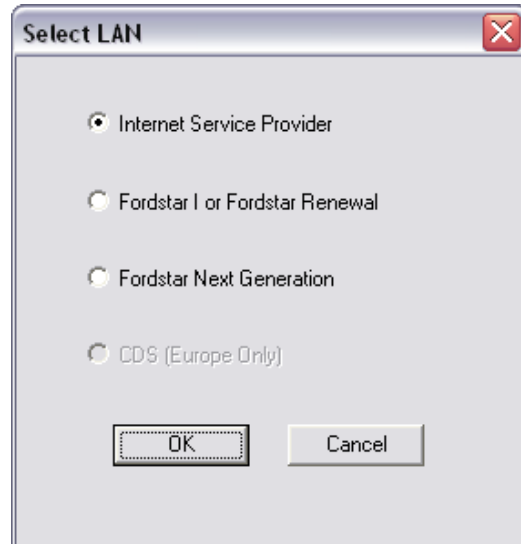 Select LAN
Internet Service Provider
Fordstar I or Fordstar Renewal
Fordstar Next Generation
CDS (Europe Only)
OK Cancel